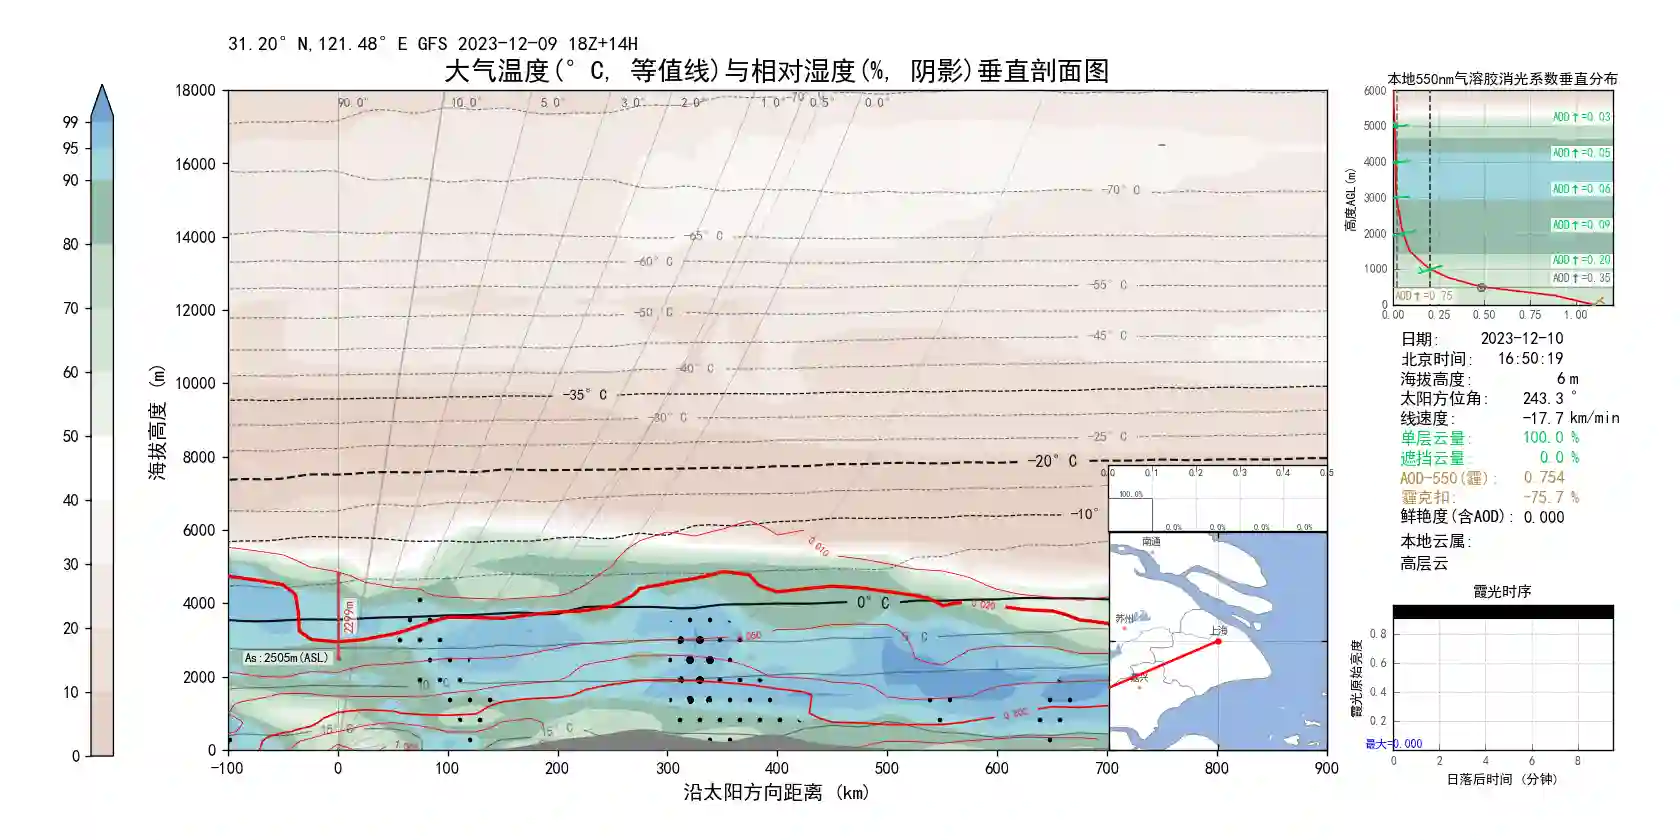 31.20°N,121.48°E GFS 2023-12-09 18Z+14H
大气温度(°C, 等值线)与相对湿度(%, 阴影)垂直剖面图
99
95
90
80
70
60
50
40
30
20
10
0
海拔高度 (m)
18000
16000
14000
12000
10000
8000
6000
4000
2000
0
90.0°
10.0°
5.0°
3.0°
2.0°
1.0°
-70°
0.5°
0.0°
-70°C
-65°C
-60°C
-55°C
-50°C
-45°C
-40°C
-35°C
-30°C
-25°C
-20°C
-10°
0.010
0°C
0.020
2299m
As:2505m(ASL)
5°C
10°C
15°C
15°C
-100
0
100
200
300
400
500
600
700
800
900
沿太阳方向距离 (km)
0.0
0.1
0.2
0.3
0.4
0.5
100.0%
0.0%
0.0%
0.0%
0.0%
南通
苏州
上海
嘉兴
本地550nm气溶胶消光系数垂直分布
高度AGL(m)
6000
5000
4000
3000
2000
1000
0
AOD↑=0.03
AOD↑=0.05
AOD↑=0.06
AOD↑=0.09
AOD↑=0.20
AOD↑=0.35
AOD↑=0.75
0.00
0.25
0.50
0.75
1.00
日期: 2023-12-10
北京时间: 16:50:19
海拔高度: 6 m
太阳方位角: 243.3 °
线速度: -17.7 km/min
单层云量: 100.0 %
遮挡云量: 0.0 %
AOD-550(霾): 0.754
霾克扣: -75.7 %
鲜艳度(含AOD): 0.000
本地云属:
高层云
霞光时序
霞光原始亮度
0.8
0.6
0.4
0.2
最大=0.000
0
2
4
6
8
日落后时间 (分钟)